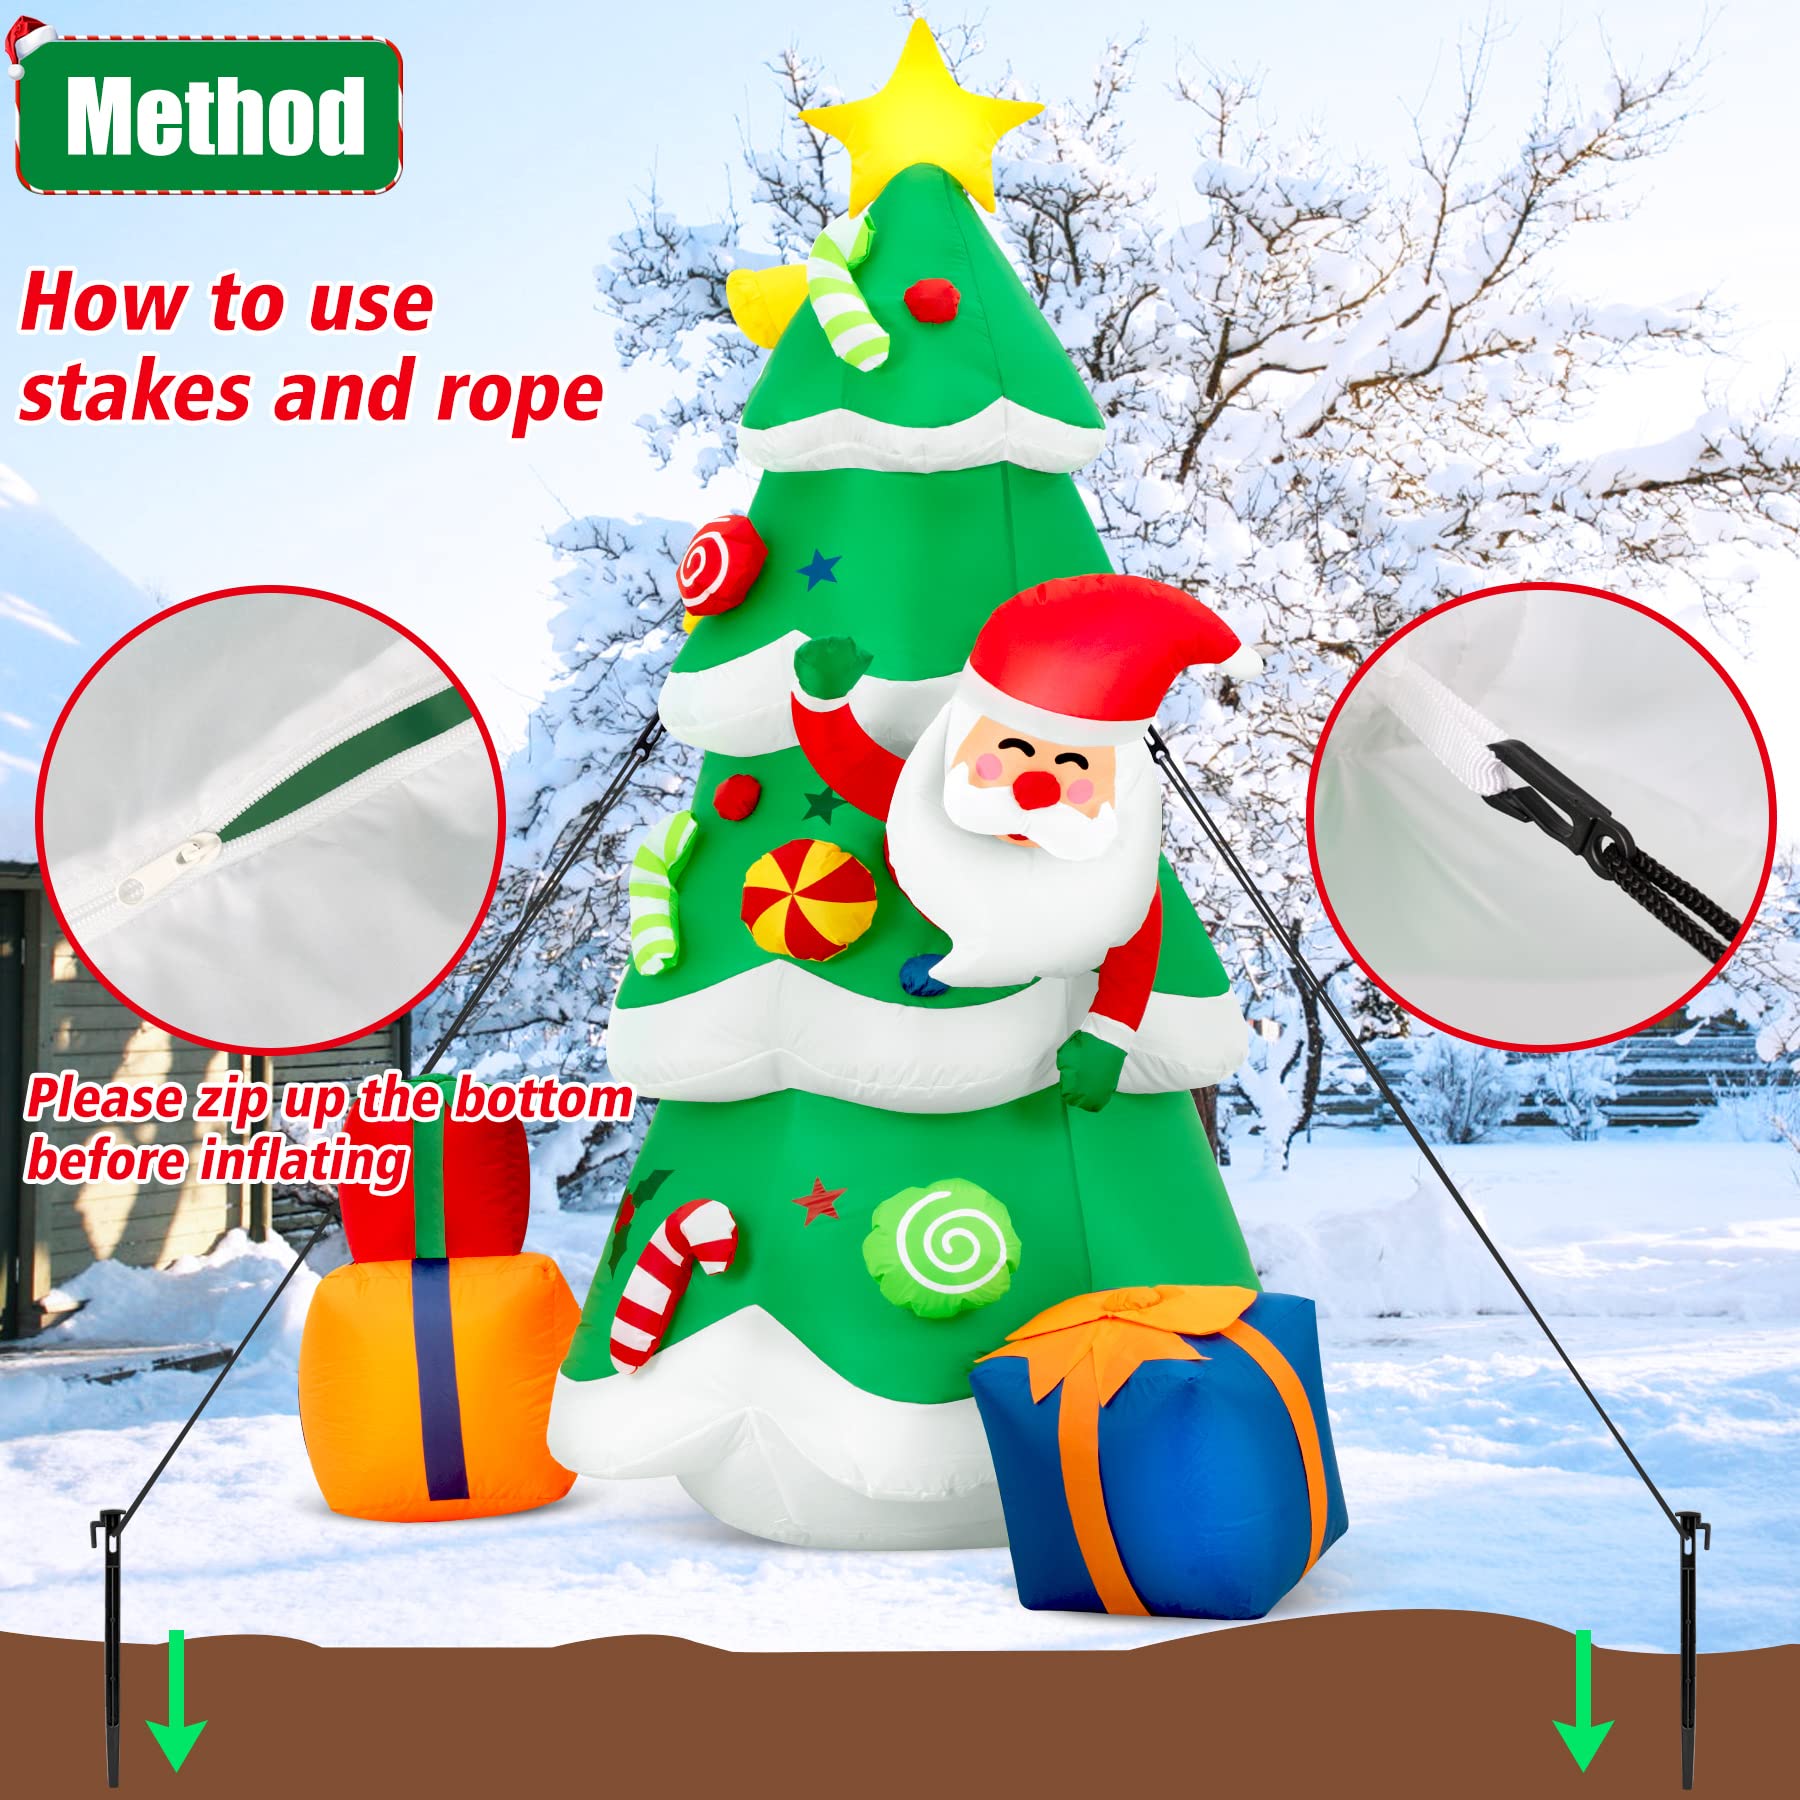 Method
How to use
stakes and rope
Please zip up the bottom
before inflating